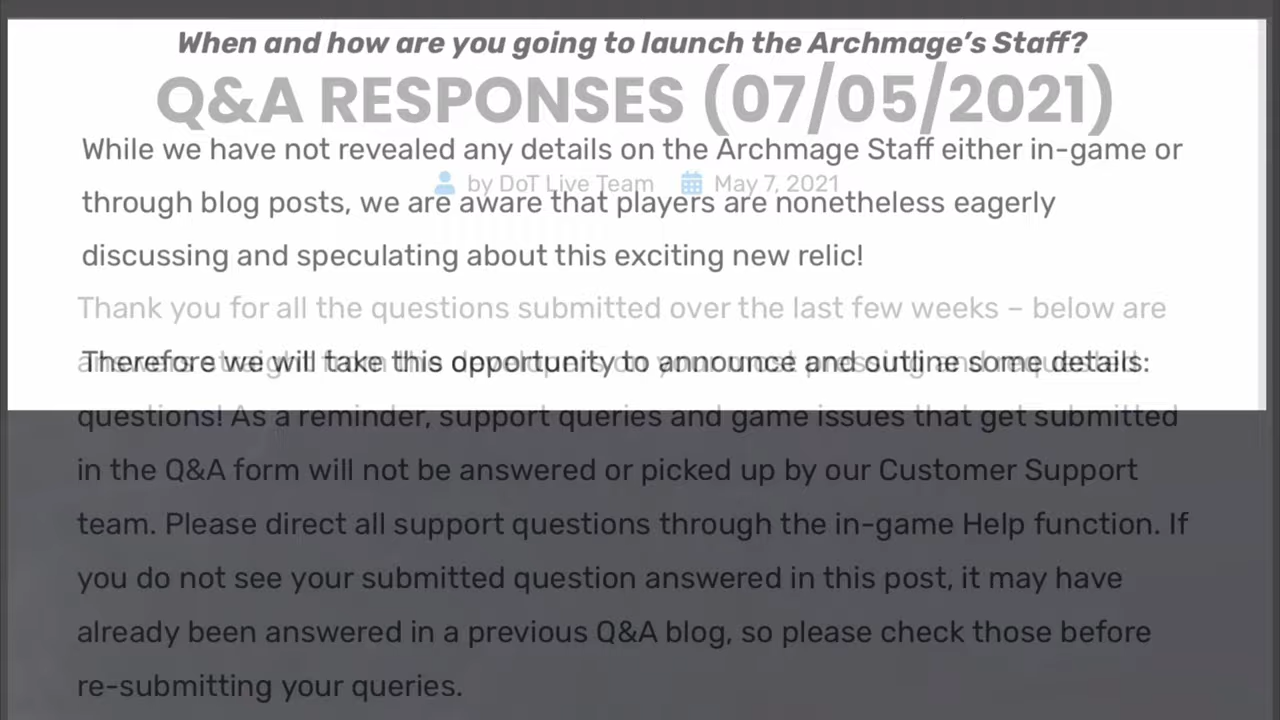 When and how are you going to launch the Archmage's Staff?
Q&A RESPONSES (07/05/2021)
While we have not revealed any details on the Archmage Staff either in-game or
by DoT Live Team May 7, 2021
through blog posts, we are aware that players are nonetheless eagerly
discussing and speculating about this exciting new relic!
Thank you for all the questions submitted over the last few weeks – below are
Therefore we will take this opportunity to announce and outline some details:
questions! As a reminder, support queries and game issues that get submitted
in the Q&A form will not be answered or picked up by our Customer Support
team. Please direct all support questions through the in-game Help function. If
you do not see your submitted question answered in this post, it may have
already been answered in a previous Q&A blog, so please check those before
re-submitting your queries.